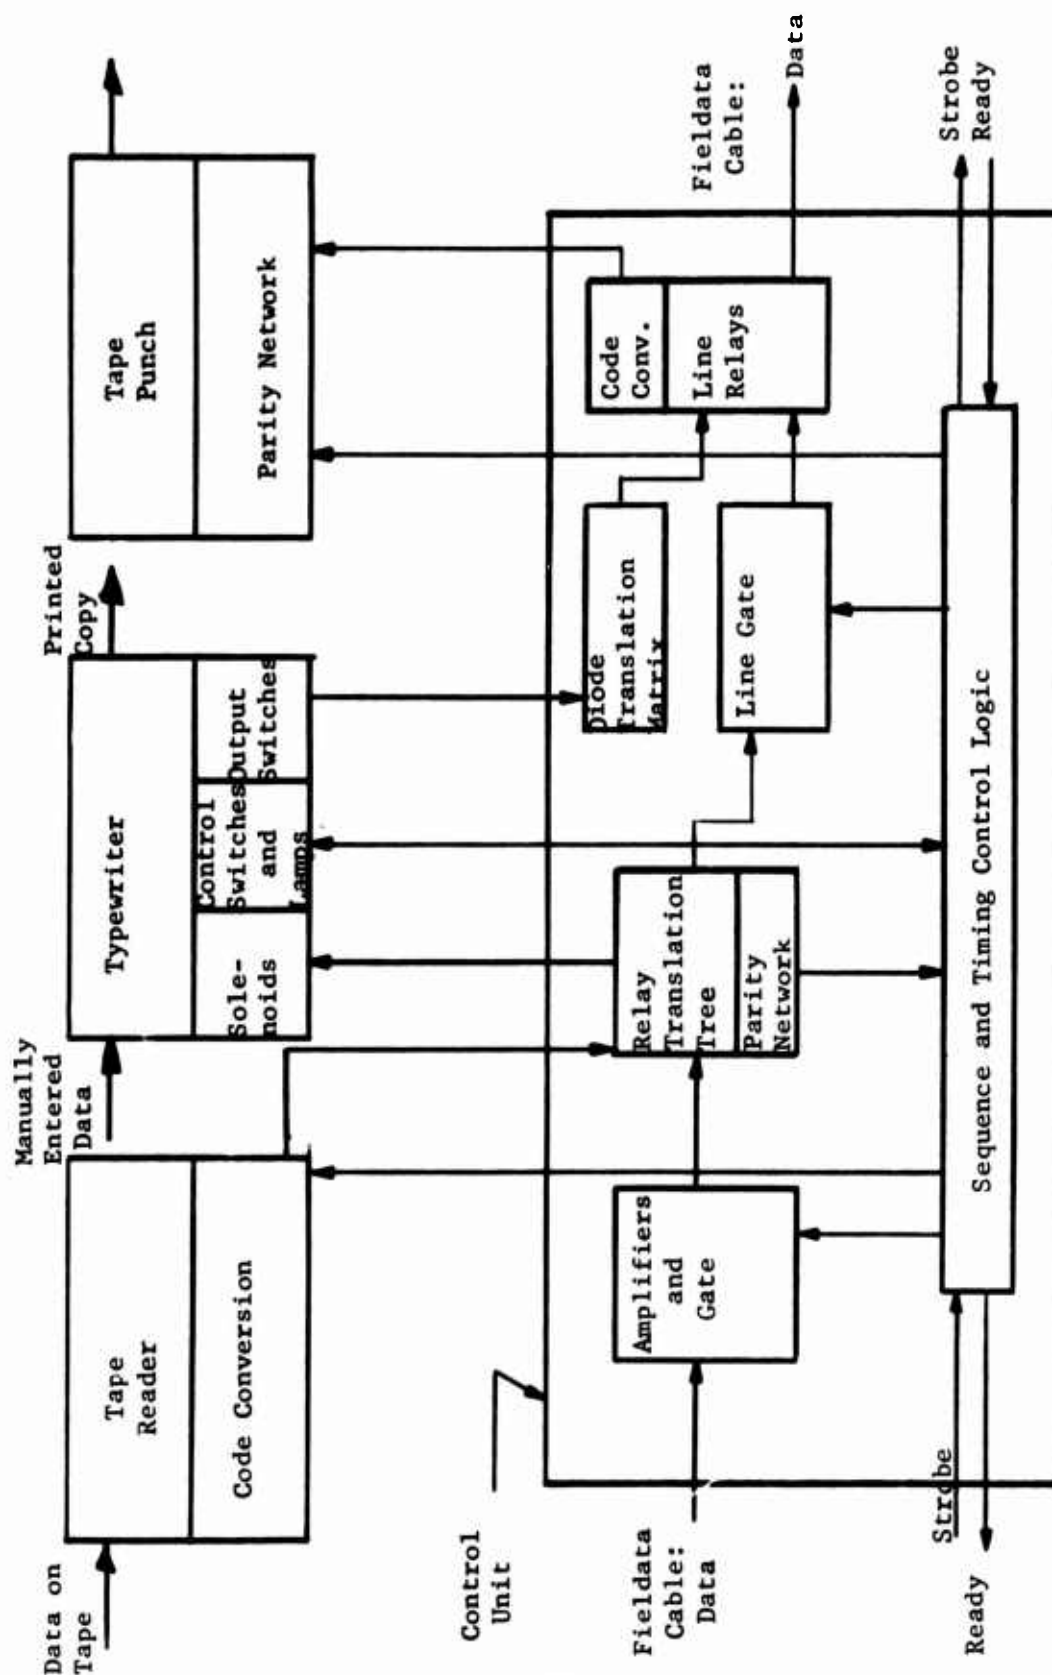 Data on
Tape
Tape
Reader
Code Conversion
Manually
Entered
Data
Typewriter
Sole-
noids
Control
Switches
and
Lamps
Output
Switches
Printed
Copy
Tape
Punch
Parity Network
Control
Unit
Fieldata
Cable:
Data
Amplifiers
and
Gate
Relay
Translation
Tree
Parity
Network
Diode
Translation
Matrix
Line Gate
Code
Conv.
Line
Relays
Fieldata
Cable:
Data
Strobe
Ready
Sequence and Timing Control Logic
Strobe
Ready